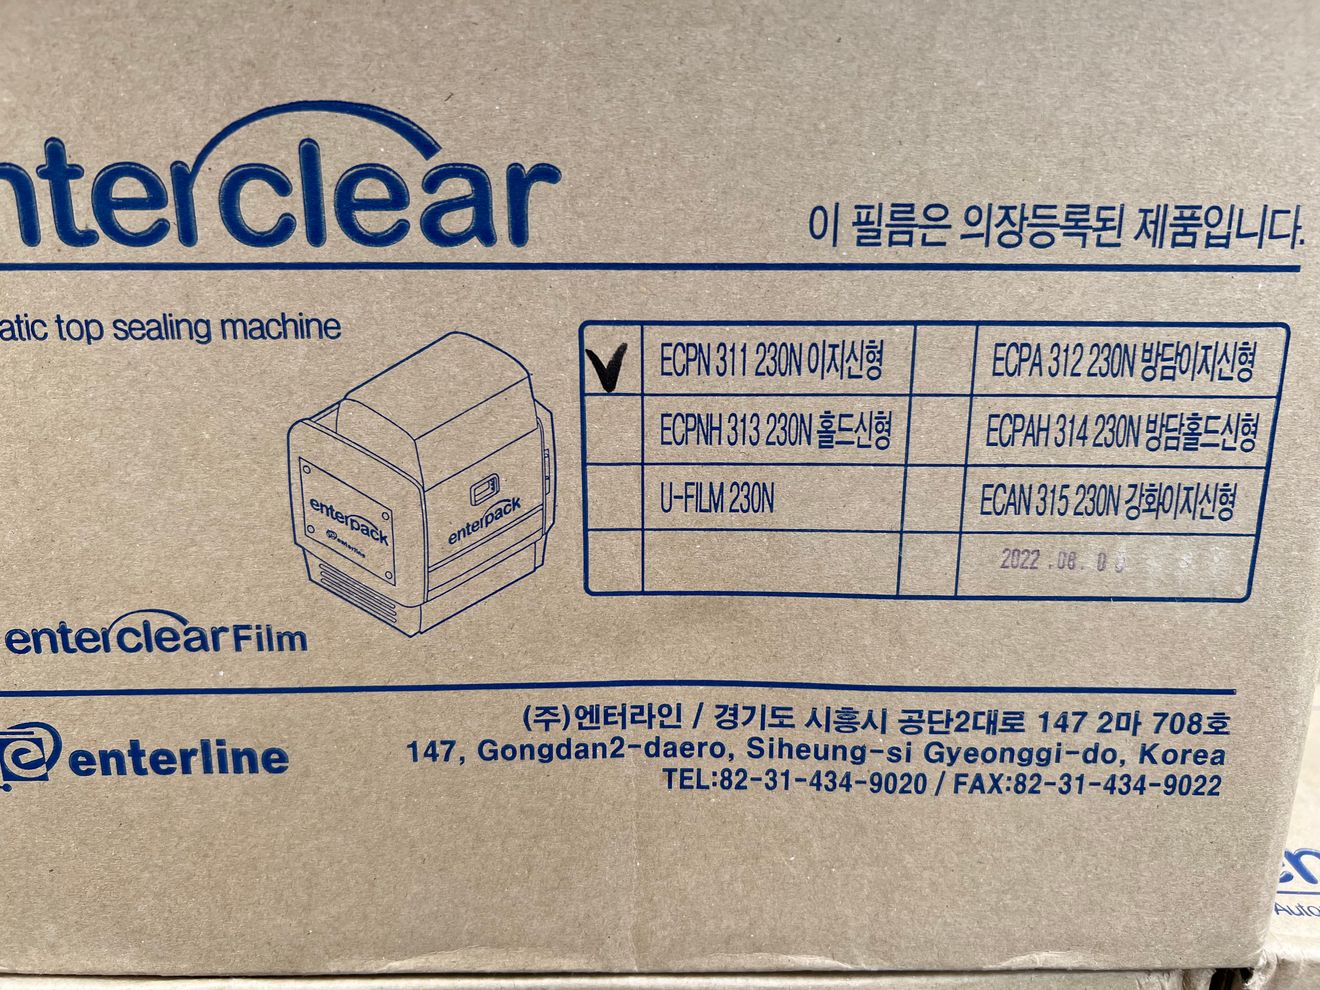 enterclear
이 필름은 의장등록된 제품입니다.
atic top sealing machine
ECPN 311 230N 이지신형
ECPA 312 230N 방담이지신형
ECPNH 313 230N 홀드신형
ECPAH 314 230N 방담홀드신형
U-FILM 230N
ECAN 315 230N 강화이지신형
2022.06.
enterpack
enterline
enterpack
enterclear Film
enterline
(주)엔터라인 / 경기도 시흥시 공단2대로 147 2마 708호
147, Gongdan2-daero, Siheung-si Gyeonggi-do, Korea
TEL:82-31-434-9020 / FAX:82-31-434-9022
en
Auto